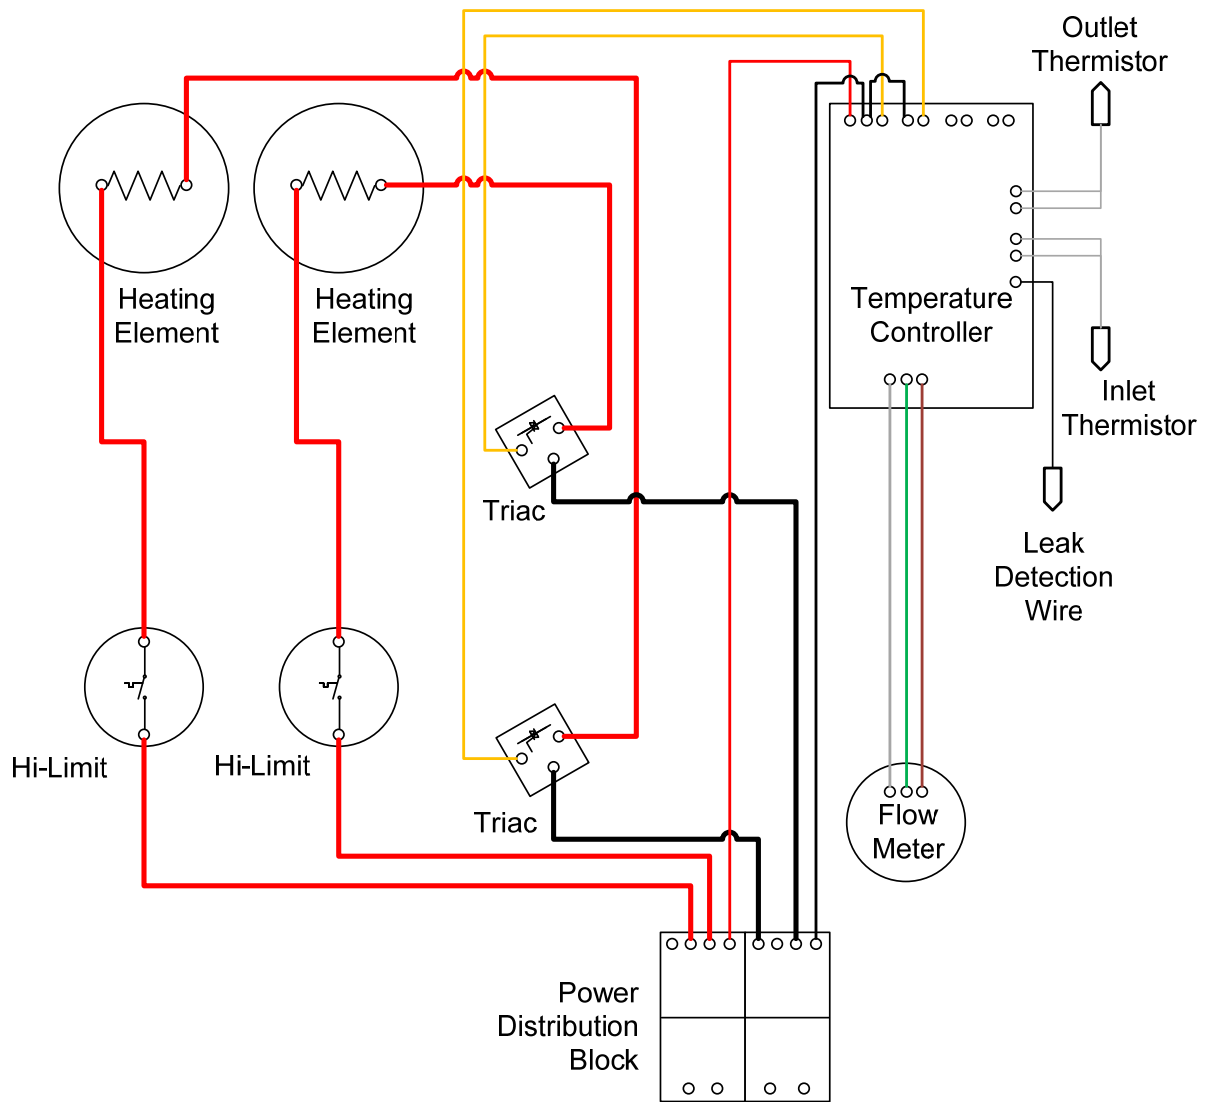 Outlet
Thermistor
Heating
Element
Heating
Element
Temperature
Controller
Inlet
Thermistor
Triac
Leak
Detection
Wire
Hi-Limit
Hi-Limit
Triac
Flow
Meter
Power
Distribution
Block